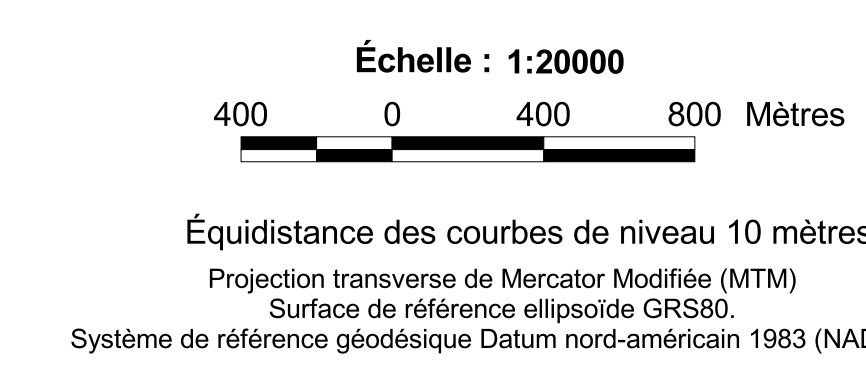 Échelle : 1:20000
400 0 400 800 Mètres
Équidistance des courbes de niveau 10 mètres
Projection transverse de Mercator Modifiée (MTM)
Surface de référence ellipsoïde GRS80.
Système de référence géodésique Datum nord-américain 1983 (NAD